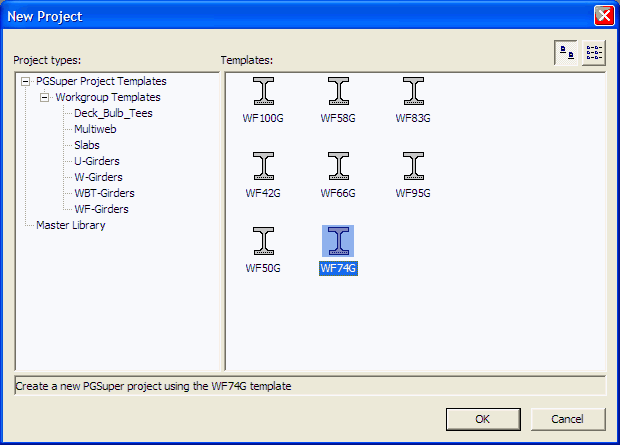 New Project
Project types:
Templates:
PGSuper Project Templates
Workgroup Templates
Deck_Bulb_Tees
Multiweb
Slabs
U-Girders
W-Girders
WBT-Girders
WF-Girders
Master Library
WF100G WF58G WF83G
WF42G WF66G WF95G
WF50G WF74G
Create a new PGSuper project using the WF74G template
OK Cancel